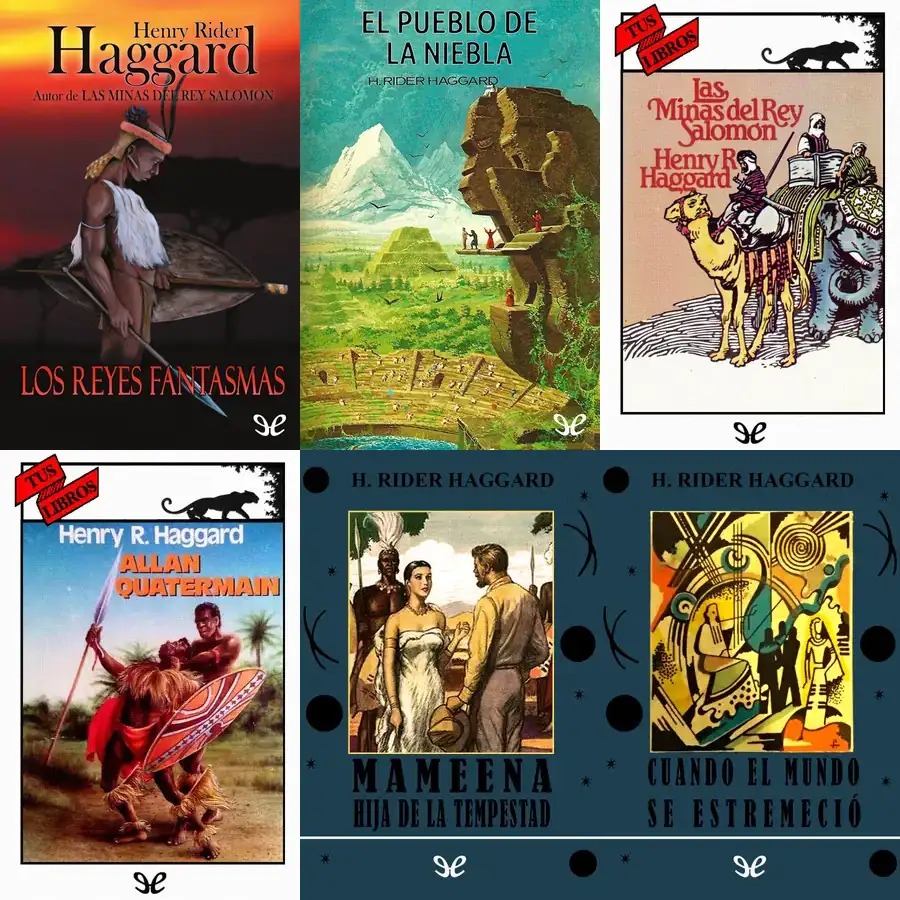 Henry Rider
Haggard
Autor de LAS MINAS DEL REY SALOMÓN
LOS REYES FANTASMAS
EL PUEBLO DE
LA NIEBLA
H. RIDER HAGGARD
TUS
LIBROS
Las
Minas del Rey
Salomón
Henry R.
Haggard
TUS
LIBROS
Henry R. Haggard
ALLAN
QUATERMAIN
H. RIDER HAGGARD
MAMEENA
HIJA DE LA TEMPESTAD
H. RIDER HAGGARD
CUANDO EL MUNDO
SE ESTREMECIÓ